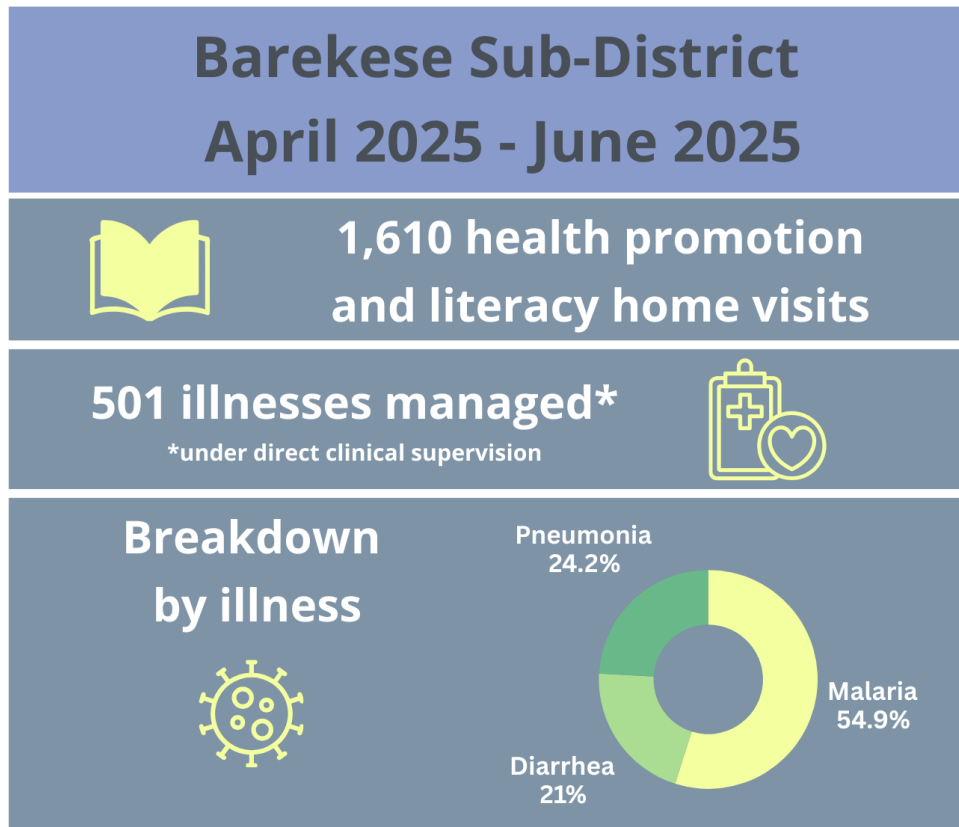 Barekese Sub-District
April 2025 - June 2025
1,610 health promotion
and literacy home visits
501 illnesses managed*
*under direct clinical supervision
Breakdown
by illness
Pneumonia
24.2%
Malaria
54.9%
Diarrhea
21%